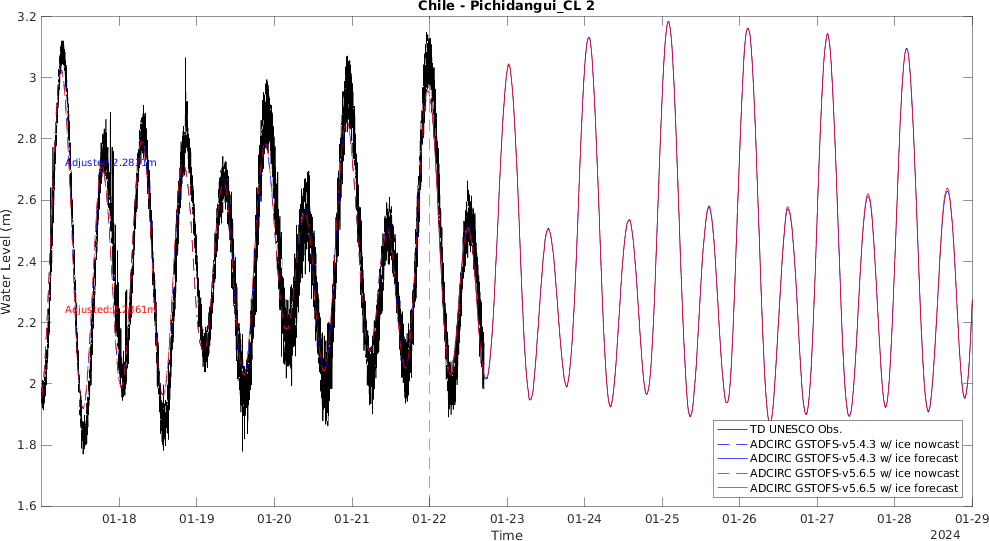 Chile - Pichidangui_CL 2
3.2
3
2.8
2.6
2.4
2.2
2
1.8
1.6
Water Level (m)
Adjusted:
Adjusted:
TD UNESCO Obs.
ADCIRC GSTOFS-v5.4.3 w/ ice nowcast
ADCIRC GSTOFS-v5.4.3 w/ ice forecast
ADCIRC GSTOFS-v5.6.5 w/ ice nowcast
ADCIRC GSTOFS-v5.6.5 w/ ice forecast
01-18 01-19 01-20 01-21 01-22 01-23 01-24 01-25 01-26 01-27 01-28 01-29
Time
2024